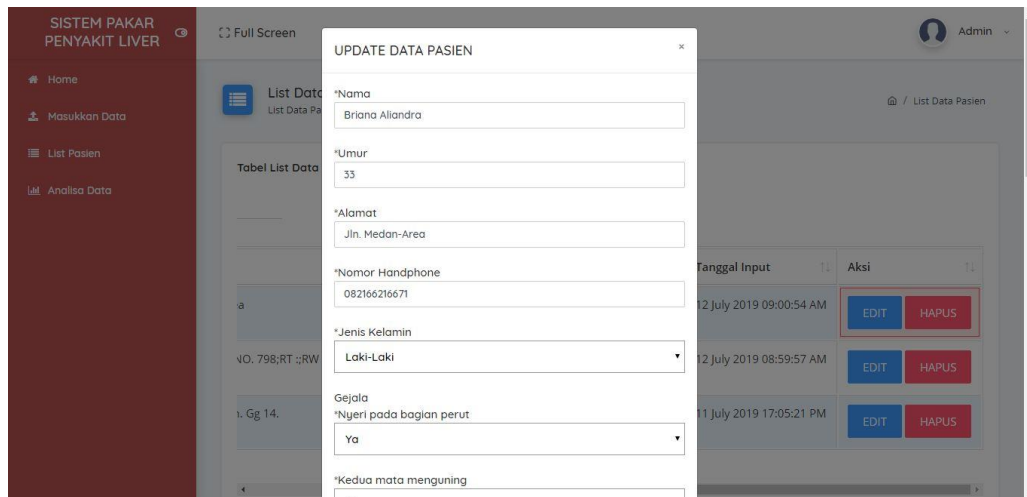 SISTEM PAKAR
PENYAKIT LIVER
Full Screen
Admin
Home
Masukkan Data
List Pasien
Analisa Data
List Data
List Data Pa
/ List Data Pasien
Tabel List Data
UPDATE DATA PASIEN
×
*Nama
Briana Aliandra
*Umur
33
*Alamat
Jln. Medan-Area
*Nomor Handphone
082166216671
*Jenis Kelamin
Laki-Laki
Gejala
*Nyeri pada bagian perut
Ya
*Kedua mata menguning
Tanggal Input
Aksi
a
12 July 2019 09:00:54 AM
EDIT
HAPUS
NO. 798;RT :;RW
12 July 2019 08:59:57 AM
EDIT
HAPUS
. Gg 14.
11 July 2019 17:05:21 PM
EDIT
HAPUS